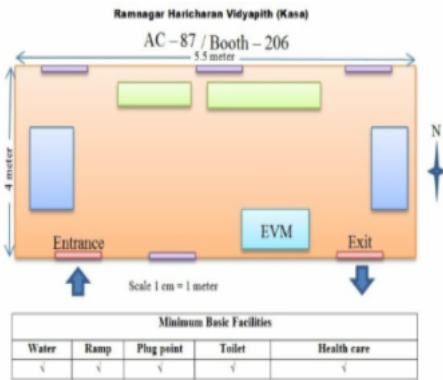 Ramnagar Haricharan Vidyapith (Kasa)
AC – 87 / Booth – 206
5.5 meter
4 meter
N
EVM
Entrance
Exit
Scale 1 cm = 1 meter
Minimum Basic Facilities
Water Ramp Plug point Toilet Health care
√ √ √ √ √